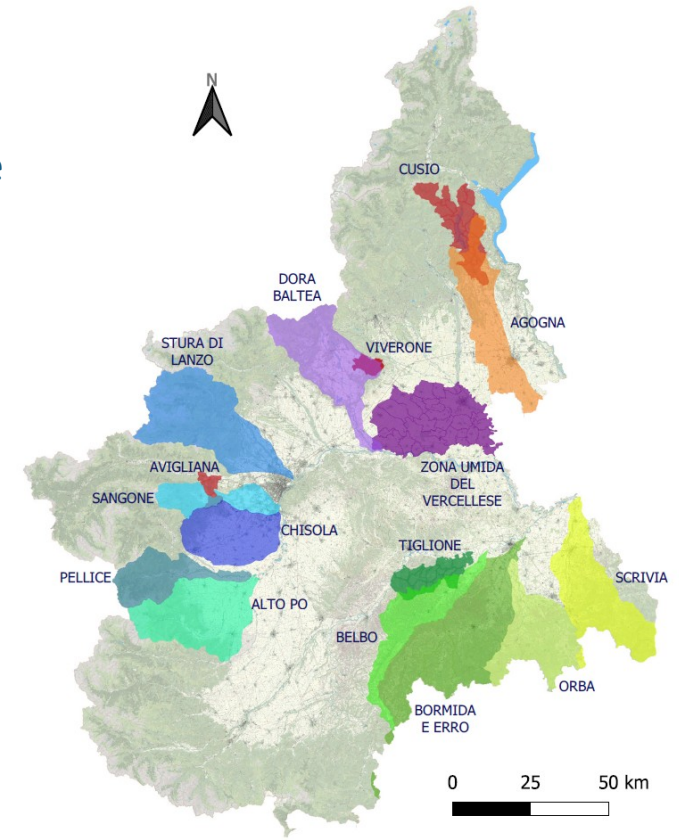 N
e
CUSIO
DORA
BALTEA
AGOGNA
STURA DI
LANZO
VIVERONE
AVIGLIANA
ZONA UMIDA
DEL
VERCELLESE
SANGONE
CHISOLA
TIGLIONE
PELLICE
SCRIVIA
ALTO PO
BELBO
ORBA
BORMIDA
E ERRO
0 25 50 km